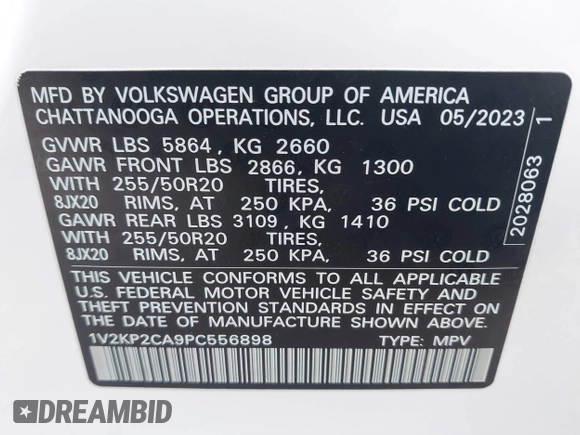 MFD BY VOLKSWAGEN GROUP OF AMERICA
CHATTANOOGA OPERATIONS, LLC. USA 05/2023
GVWR LBS 5864, KG 2660
GAWR FRONT LBS 2866, KG 1300
WITH 255/50R20 TIRES,
8JX20 RIMS, AT 250 KPA, 36 PSI COLD
GAWR REAR LBS 3109, KG 1410
WITH 255/50R20 TIRES,
8JX20 RIMS, AT 250 KPA, 36 PSI COLD
THIS VEHICLE CONFORMS TO ALL APPLICABLE
U.S. FEDERAL MOTOR VEHICLE SAFETY AND
THEFT PREVENTION STANDARDS IN EFFECT ON
THE DATE OF MANUFACTURE SHOWN ABOVE.
1V2KP2CA9PC556898 TYPE: MPV
2028063 1
DREAMBID